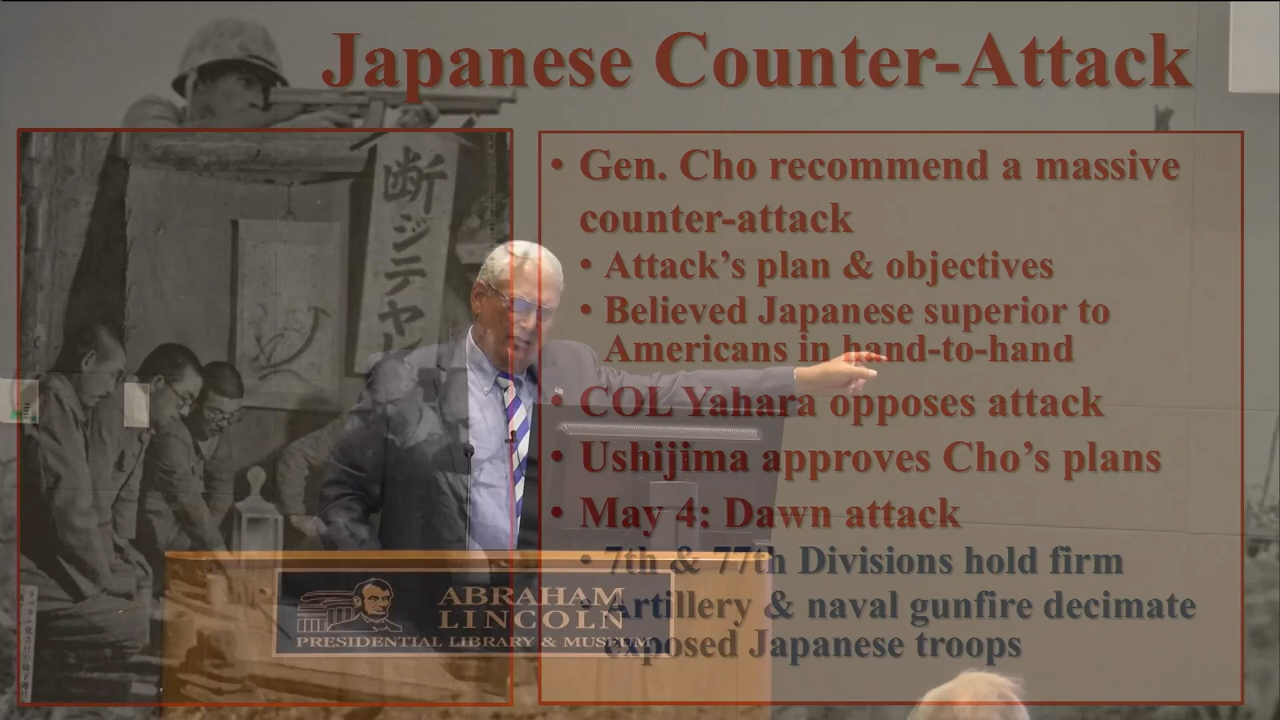 Japanese Counter-Attack
断ジテヤル
• Gen. Cho recommend a massive
counter-attack
• Attack's plan & objectives
• Believed Japanese superior to
Americans in hand-to-hand
• COL Yahara opposes attack
• Ushijima approves Cho's plans
• May 4: Dawn attack
• 7th & 77th Divisions hold firm
• Artillery & naval gunfire decimate
exposed Japanese troops
ABRAHAM
LINCOLN
PRESIDENTIAL LIBRARY & MUSEUM